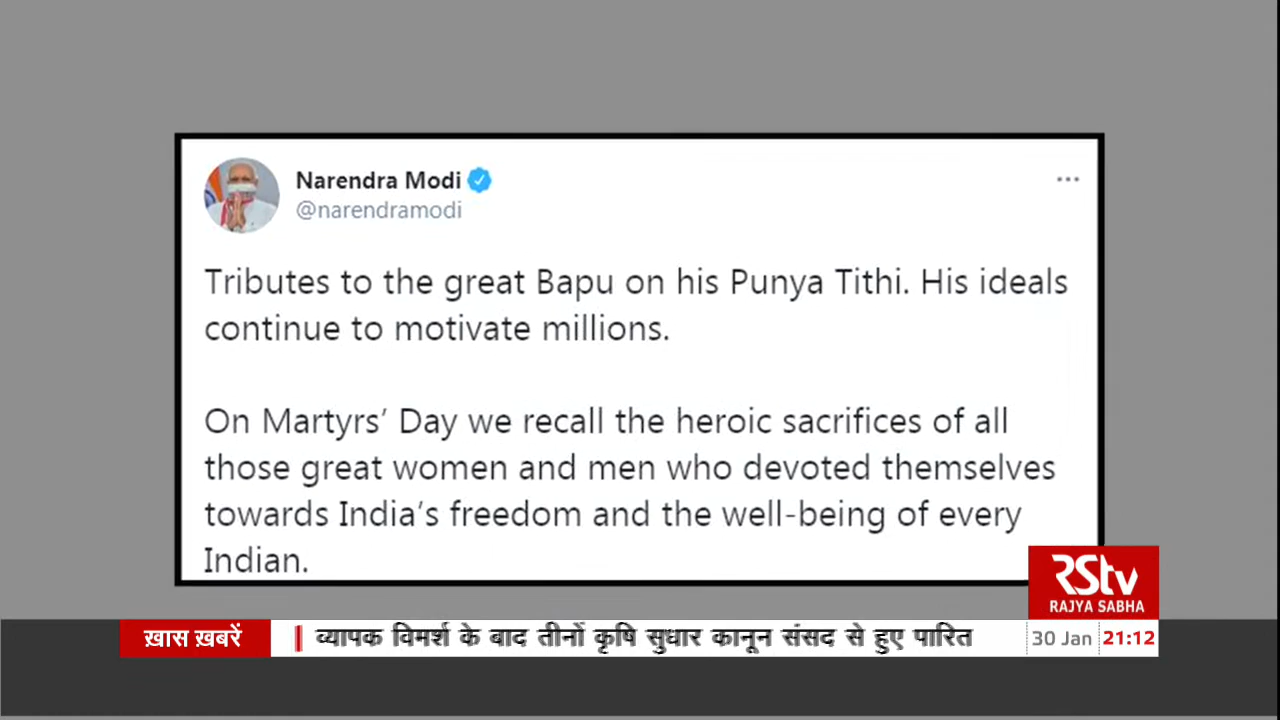 Narendra Modi
@narendramodi
Tributes to the great Bapu on his Punya Tithi. His ideals
continue to motivate millions.
On Martyrs’ Day we recall the heroic sacrifices of all
those great women and men who devoted themselves
towards India’s freedom and the well-being of every
Indian.
RStv
RAJYA SABHA
ख़ास ख़बरें
व्यापक विमर्श के बाद तीनों कृषि सुधार कानून संसद से हुए पारित
30 Jan 21:12